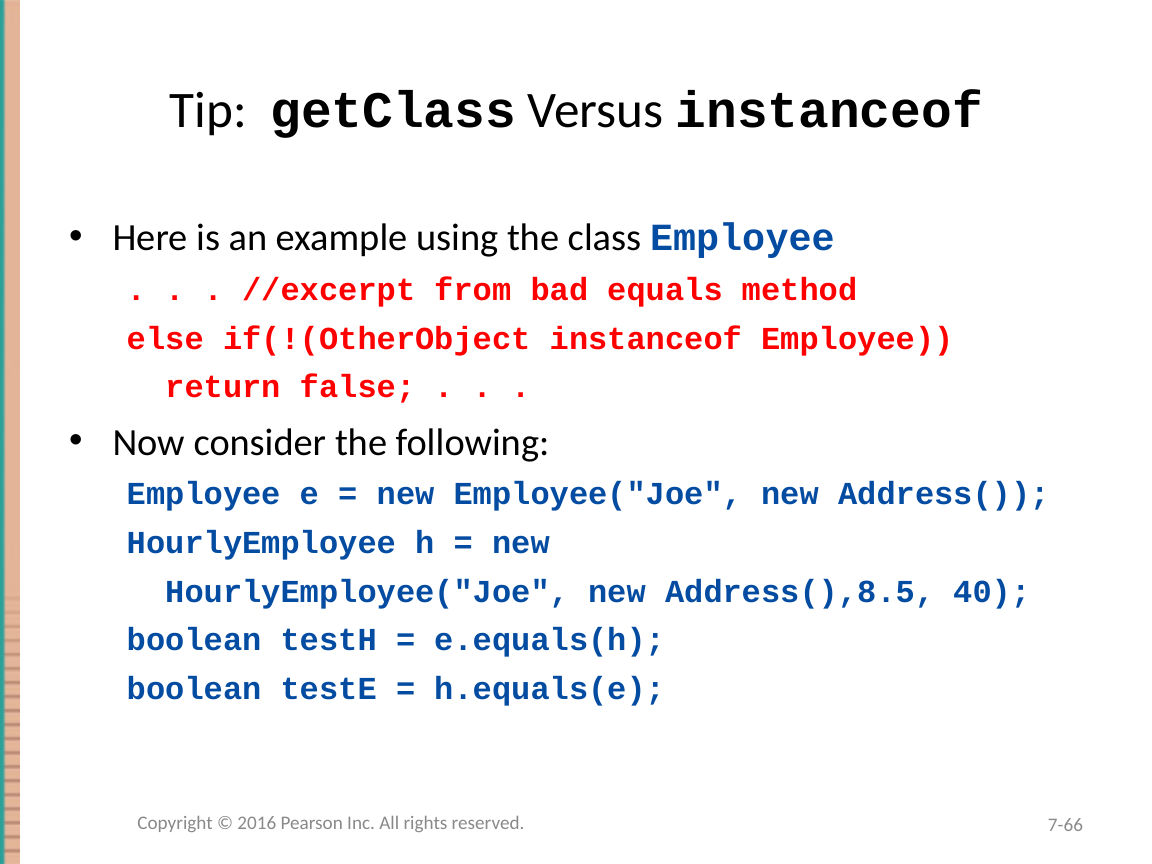 Tip: getClass Versus instanceof
• Here is an example using the class Employee
. . . //excerpt from bad equals method
else if(!(OtherObject instanceof Employee))
return false; . . .
• Now consider the following:
Employee e = new Employee("Joe", new Address());
HourlyEmployee h = new
HourlyEmployee("Joe", new Address(),8.5, 40);
boolean testH = e.equals(h);
boolean testE = h.equals(e);
Copyright © 2016 Pearson Inc. All rights reserved.
7-66